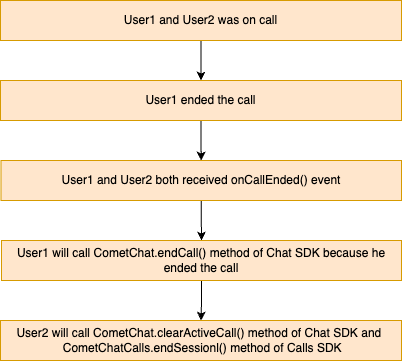 User1 and User2 was on call
User1 ended the call
User1 and User2 both received onCallEnded() event
User1 will call CometChat.endCall() method of Chat SDK because he
ended the call
User2 will call CometChat.clearActiveCall() method of Chat SDK and
CometChatCalls.endSessionl() method of Calls SDK